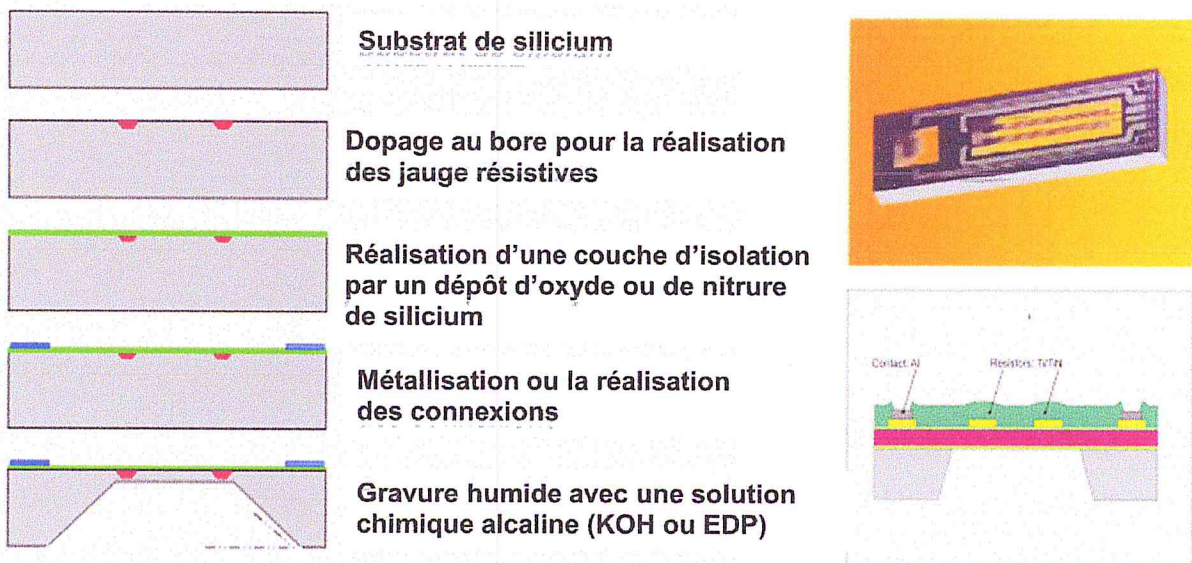 Substrat de silicium
Dopage au bore pour la réalisation
des jauge résistives
Réalisation d'une couche d'isolation
par un dépôt d'oxyde ou de nitrure
de silicium
Métallisation ou la réalisation
des connexions
Gravure humide avec une solution
chimique alcaline (KOH ou EDP)
Contact: Al
Resistors: Ti/TiN